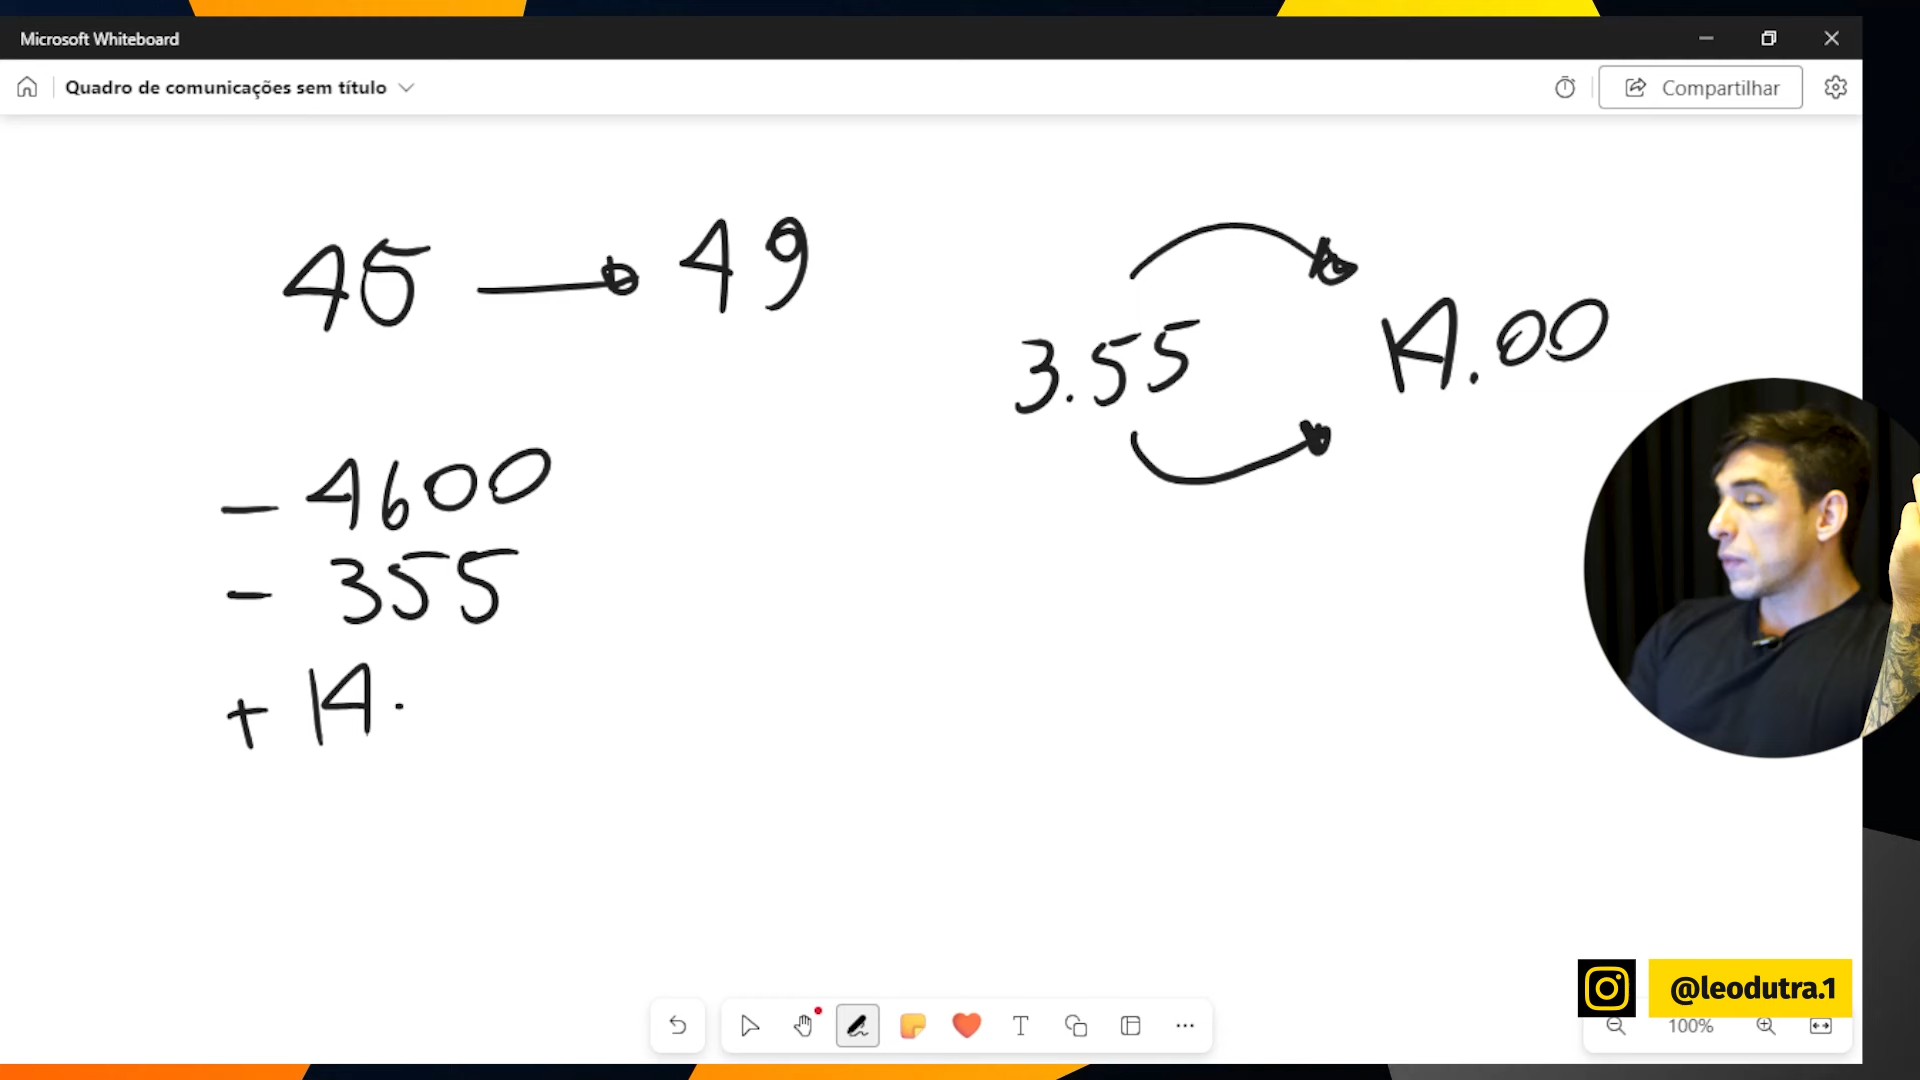 Microsoft Whiteboard
Quadro de comunicações sem título
Compartilhar
45 → 49
3.55
14.00
- 4600
- 355
+ 14.
@leodutra.1
100%